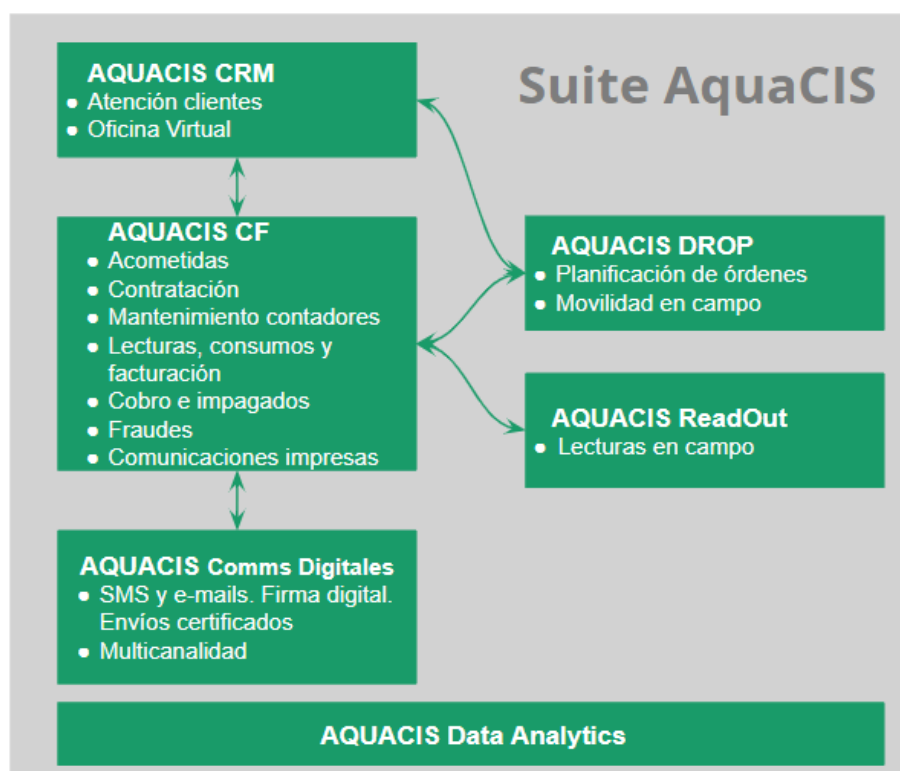 Suite AquaCIS
AQUACIS CRM
● Atención clientes
● Oficina Virtual
AQUACIS CF
● Acometidas
● Contratación
● Mantenimiento contadores
● Lecturas, consumos y
facturación
● Cobro e impagados
● Fraudes
● Comunicaciones impresas
AQUACIS DROP
● Planificación de órdenes
● Movilidad en campo
AQUACIS ReadOut
● Lecturas en campo
AQUACIS Comms Digitales
● SMS y e-mails. Firma digital.
Envíos certificados
● Multicanalidad
AQUACIS Data Analytics